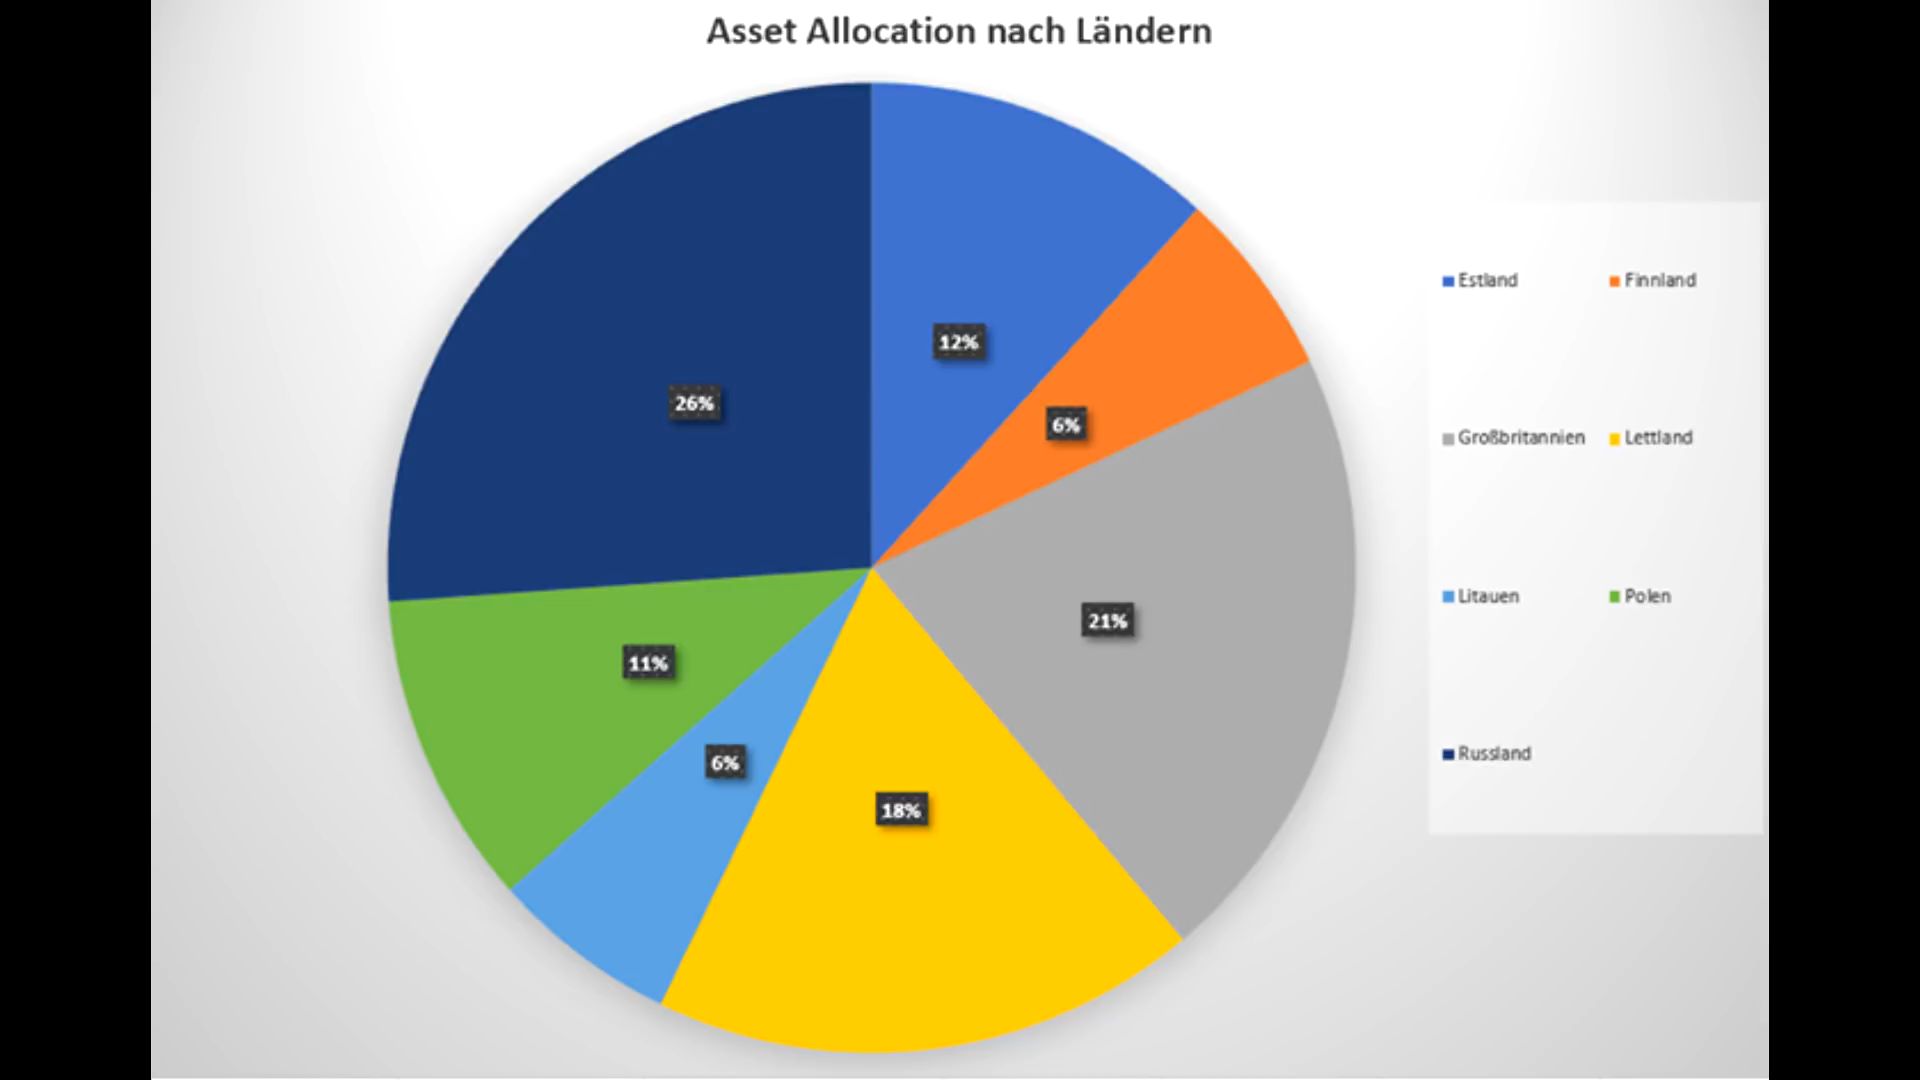 Asset Allocation nach Ländern
12%
6%
26%
21%
11%
6%
18%
Estland
Finnland
Großbritannien
Lettland
Litauen
Polen
Russland